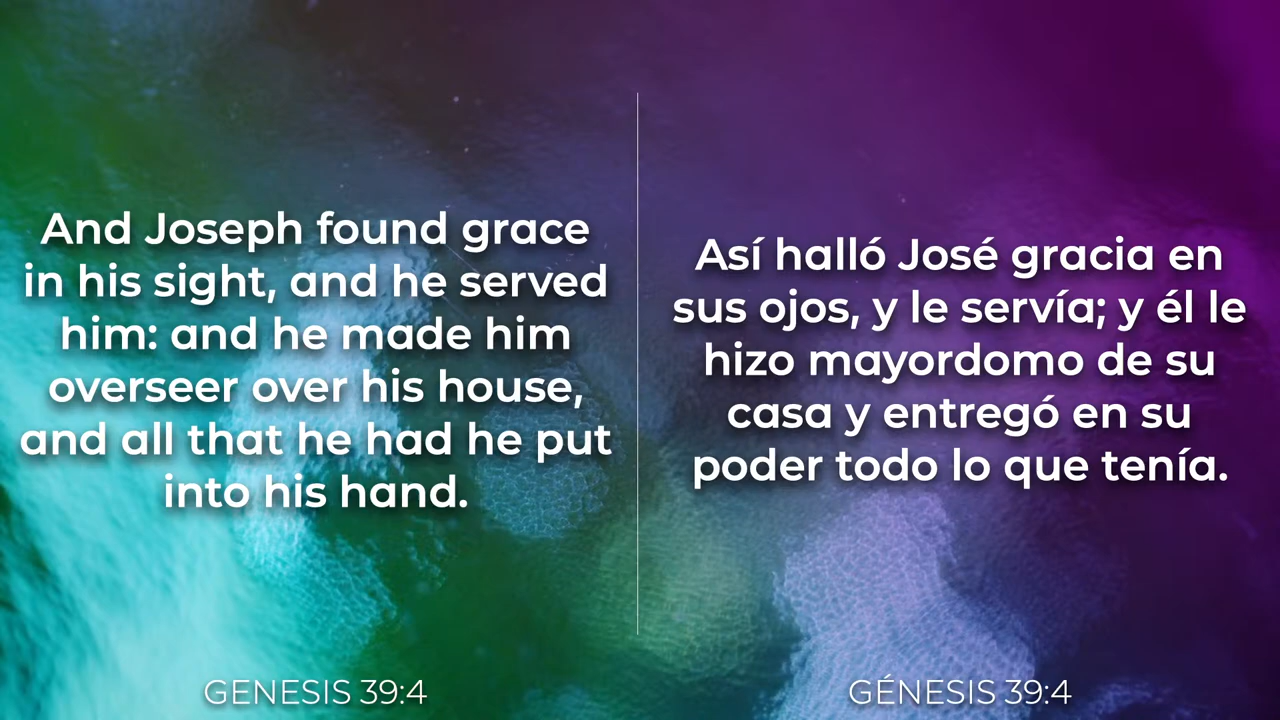 And Joseph found grace
in his sight, and he served
him: and he made him
overseer over his house,
and all that he had he put
into his hand.
GENESIS 39:4
Así halló José gracia en
sus ojos, y le servía; y él le
hizo mayordomo de su
casa y entregó en su
poder todo lo que tenía.
GÉNESIS 39:4